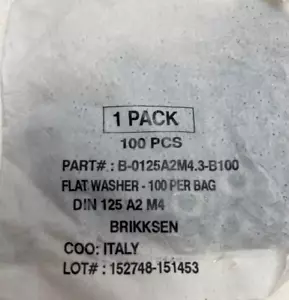 1 PACK
100 PCS
PART#: B-0125A2M4.3-B100
FLAT WASHER - 100 PER BAG
DIN 125 A2 M4
BRIKKSEN
COO: ITALY
LOT#: 152748-151453